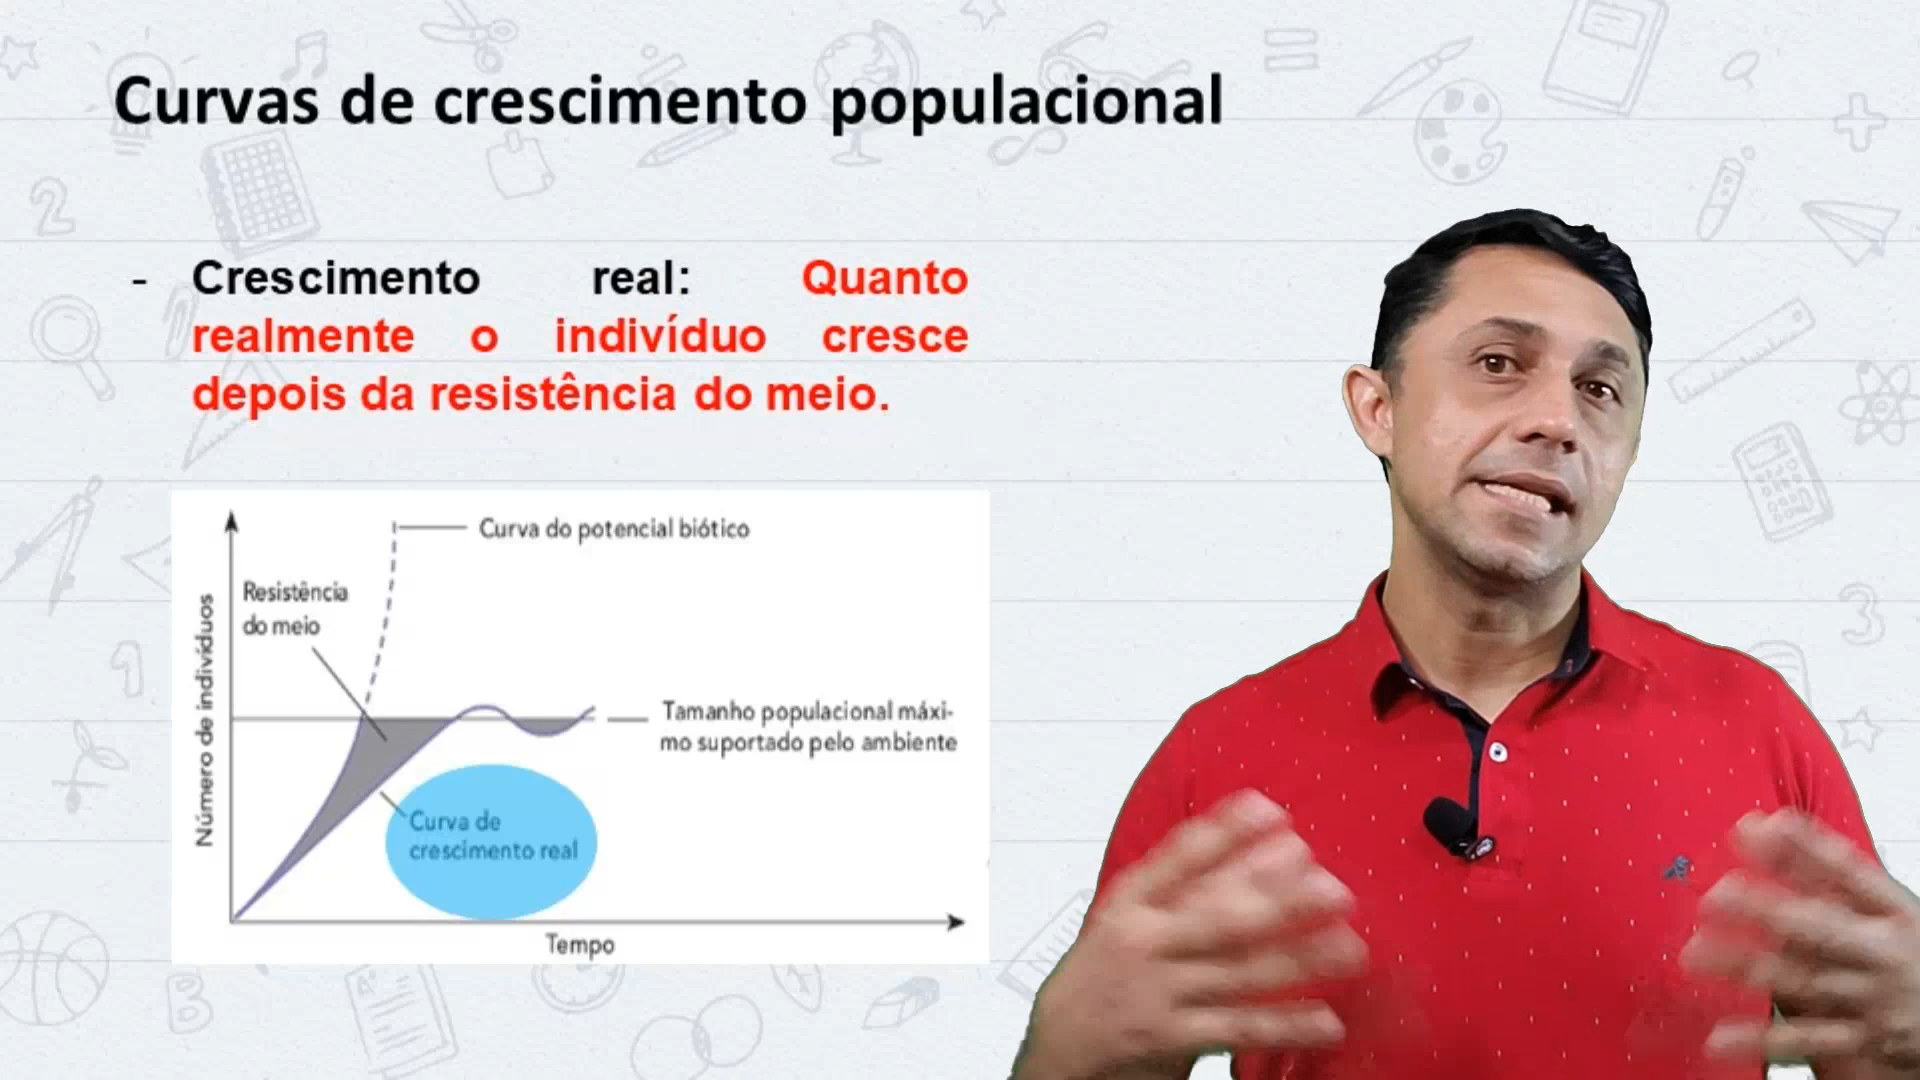 Curvas de crescimento populacional
- Crescimento real: Quanto
realmente o indivíduo cresce
depois da resistência do meio.
Curva do potencial biótico
Resistência
do meio
Número de indivíduos
Tamanho populacional máxi-
mo suportado pelo ambiente
Curva de
crescimento real
Tempo